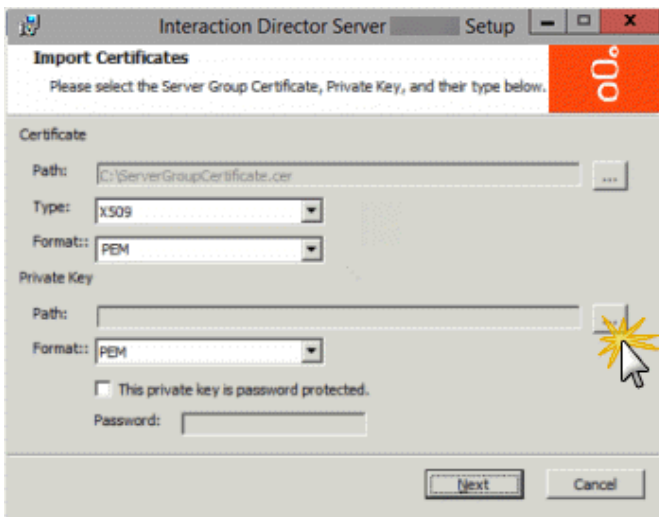 Interaction Director Server Setup
Import Certificates
Please select the Server Group Certificate, Private Key, and their type below.
Certificate
Path: C:\ServerGroupCertificate.cer ...
Type: X509
Format:: PEM
Private Key
Path: ...
Format:: PEM
This private key is password protected.
Password:
Next Cancel